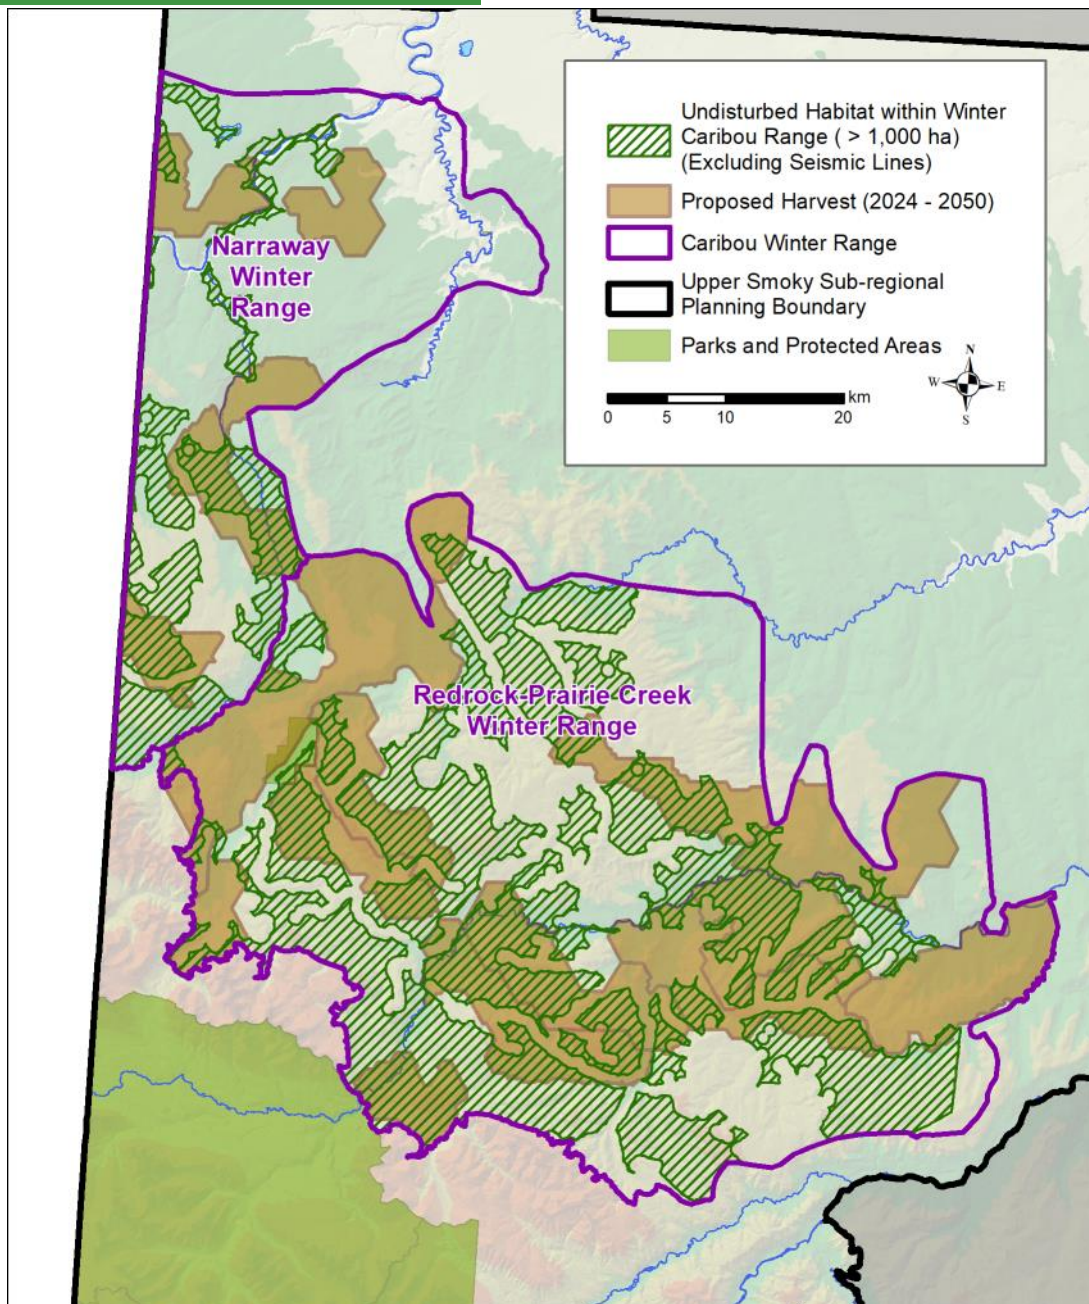 Undisturbed Habitat within Winter
Caribou Range ( > 1,000 ha)
(Excluding Seismic Lines)
Proposed Harvest (2024 - 2050)
Caribou Winter Range
Upper Smoky Sub-regional
Planning Boundary
Parks and Protected Areas
N
W
E
S
km
0
5
10
20
Narraway
Winter
Range
Redrock-Prairie Creek
Winter Range